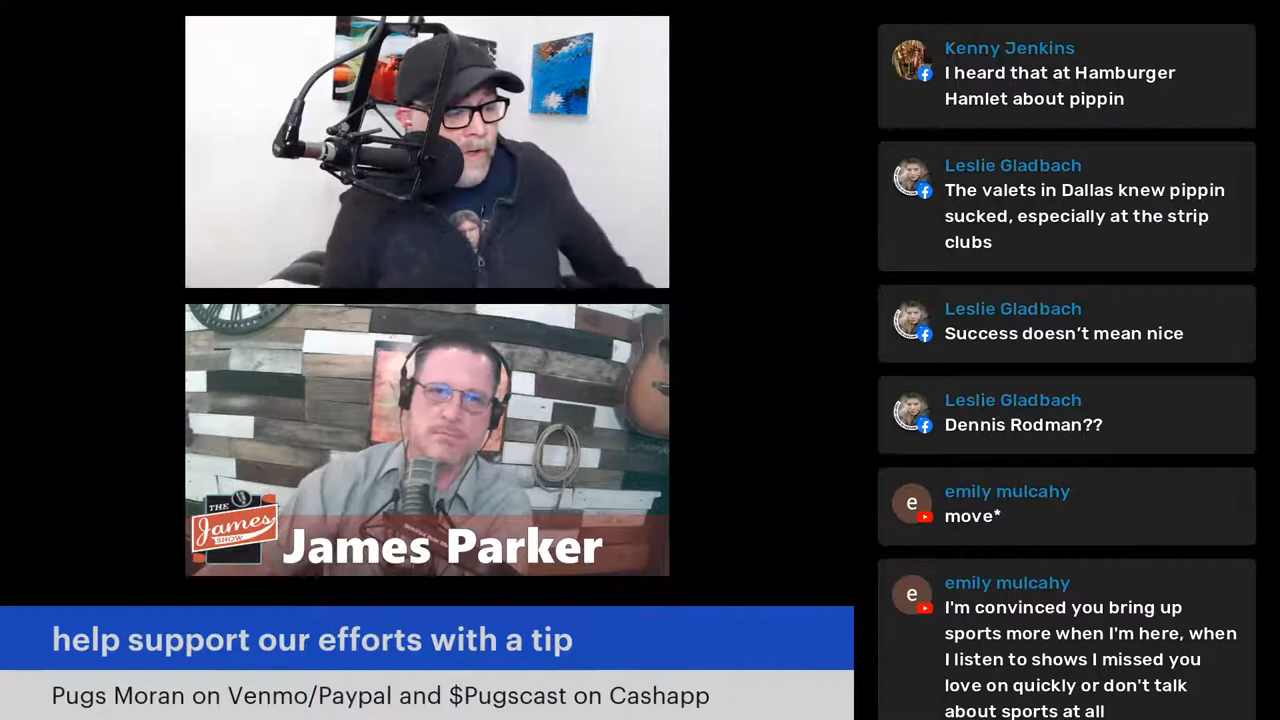 THE
James
SHOW
James Parker
help support our efforts with a tip
Pugs Moran on Venmo/Paypal and $Pugscast on Cashapp
Kenny Jenkins
I heard that at Hamburger
Hamlet about pippin
Leslie Gladbach
The valets in Dallas knew pippin
sucked, especially at the strip
clubs
Leslie Gladbach
Success doesn’t mean nice
Leslie Gladbach
Dennis Rodman??
e
emily mulcahy
move*
e
emily mulcahy
I'm convinced you bring up
sports more when I'm here, when
I listen to shows I missed you
love on quickly or don't talk
about sports at all